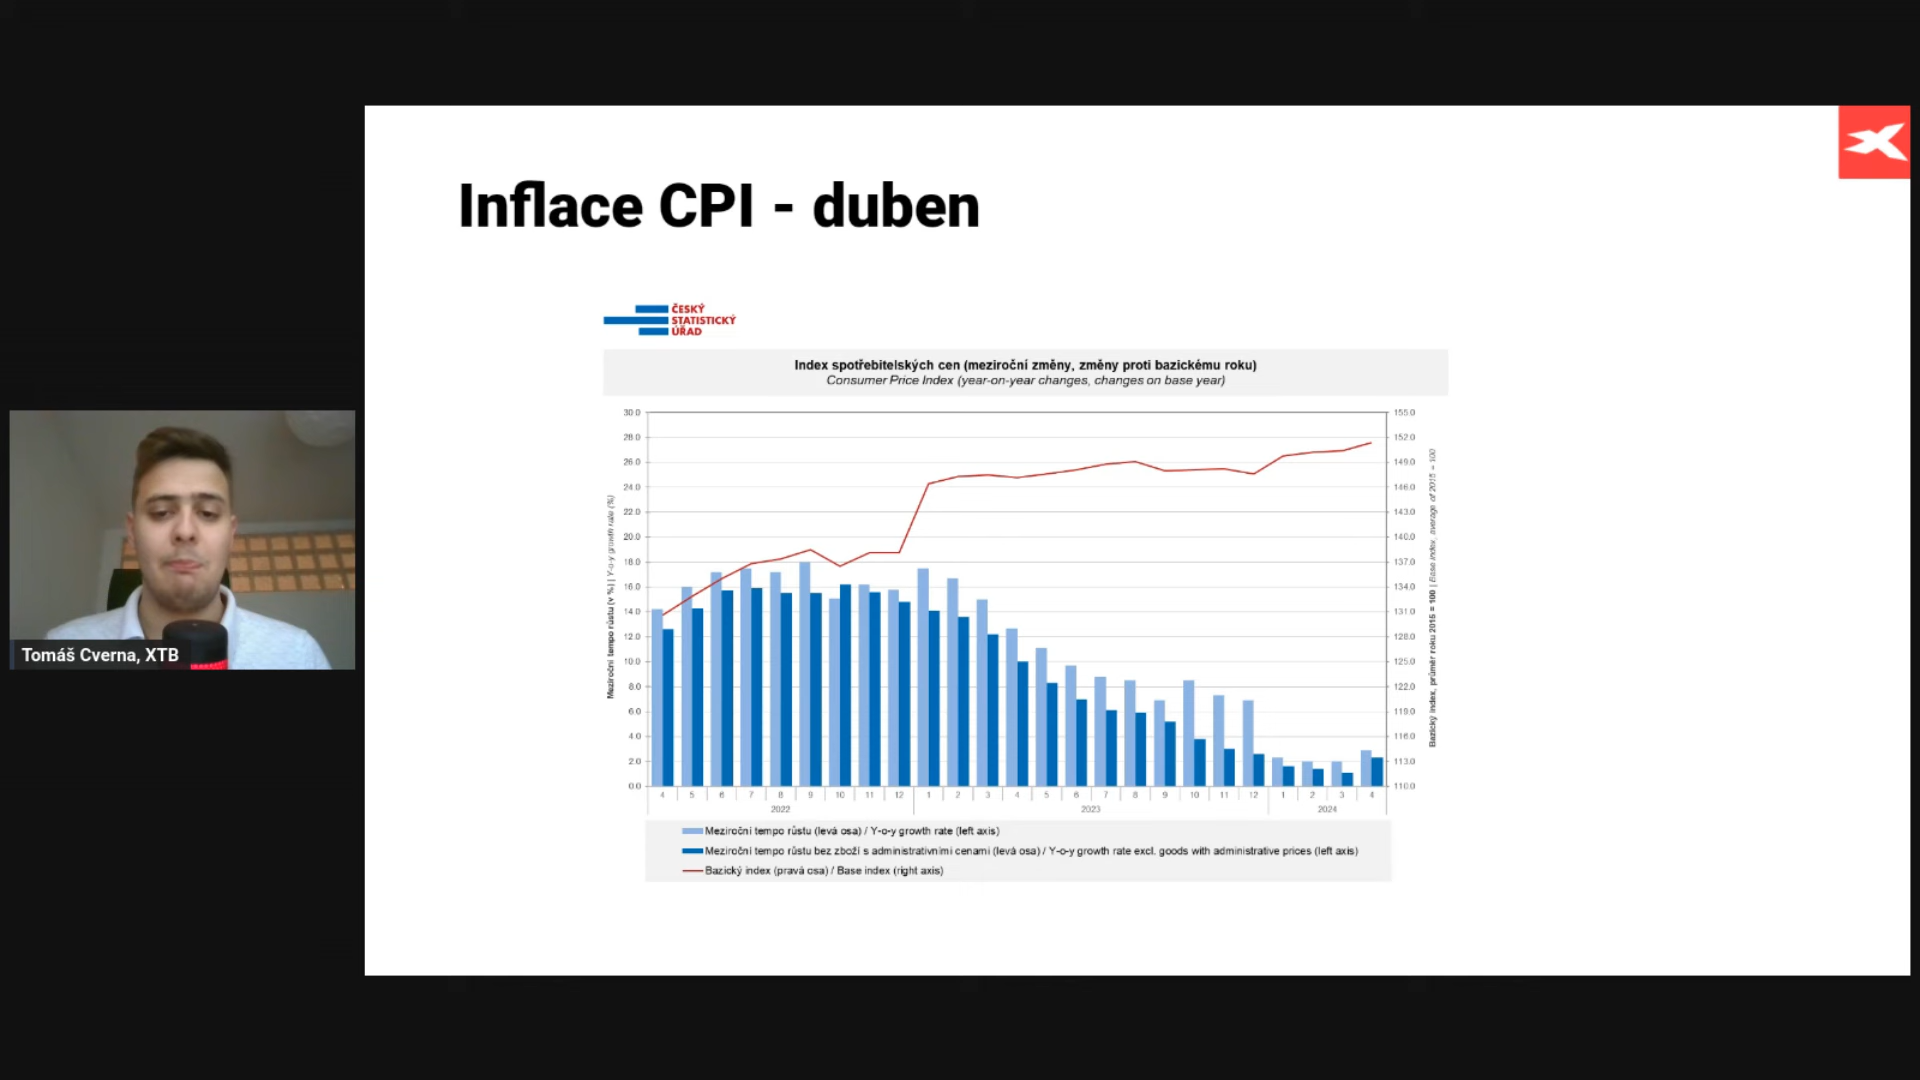 Inflace CPI - duben
ČESKÝ
STATISTICKÝ
ÚŘAD
Index spotřebitelských cen (meziroční změny, změny proti bazickému roku)
Consumer Price Index (year-on-year changes, changes on base year)
Meziroční tempo růstu (v %) | Y-o-y growth rate (%)
30.0
28.0
26.0
24.0
22.0
20.0
18.0
16.0
14.0
12.0
10.0
8.0
6.0
4.0
2.0
0.0
155.0
152.0
149.0
146.0
143.0
140.0
137.0
134.0
131.0
128.0
125.0
122.0
119.0
116.0
113.0
110.0
Bazický index, průměr roku 2015 = 100 | Base index, average of 2015 = 100
4 5 6 7 8 9 10 11 12 1 2 3 4 5 6 7 8 9 10 11 12 1 2 3 4
2022 2023 2024
Meziroční tempo růstu (levá osa) / Y-o-y growth rate (left axis)
Meziroční tempo růstu bez zboží s administrativními cenami (levá osa) / Y-o-y growth rate excl. goods with administrative prices (left axis)
Bazický index (pravá osa) / Base index (right axis)
Tomáš Cverna, XTB